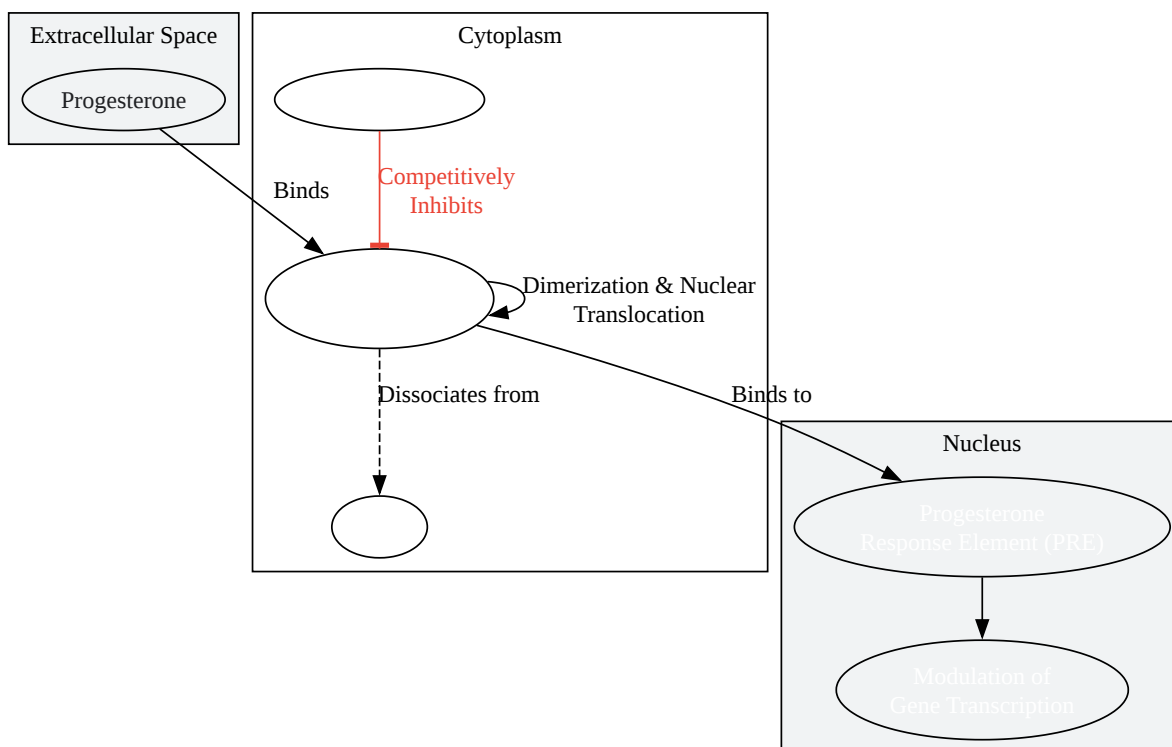 Extracellular Space
Progesterone
Cytoplasm
Competitively
Inhibits
Binds
Dimerization & Nuclear
Translocation
Dissociates from
Binds to
Nucleus
Progesterone
Response Element (PRE)
Modulation of
Gene Transcription